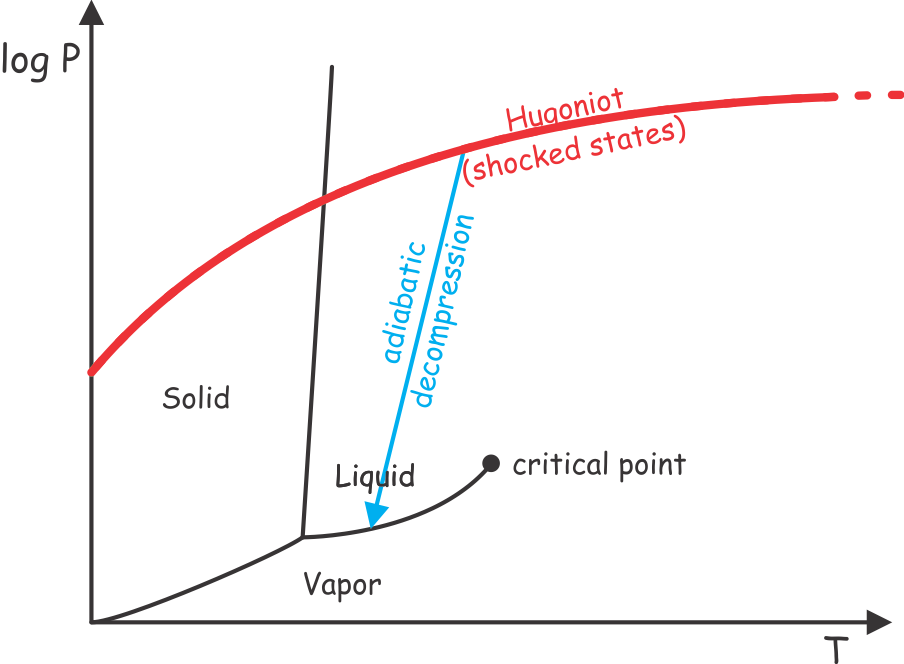 log P
Hugoniot
(shocked states)
adiabatic
decompression
Solid
Liquid
critical point
Vapor
T